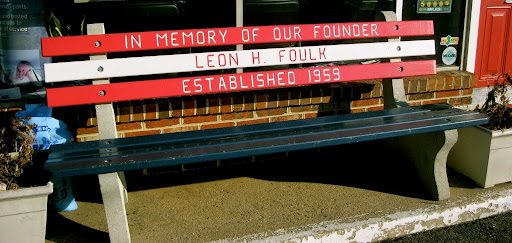 IN MEMORY OF OUR FOUNDER
LEON H. FOULK
ESTABLISHED 1959